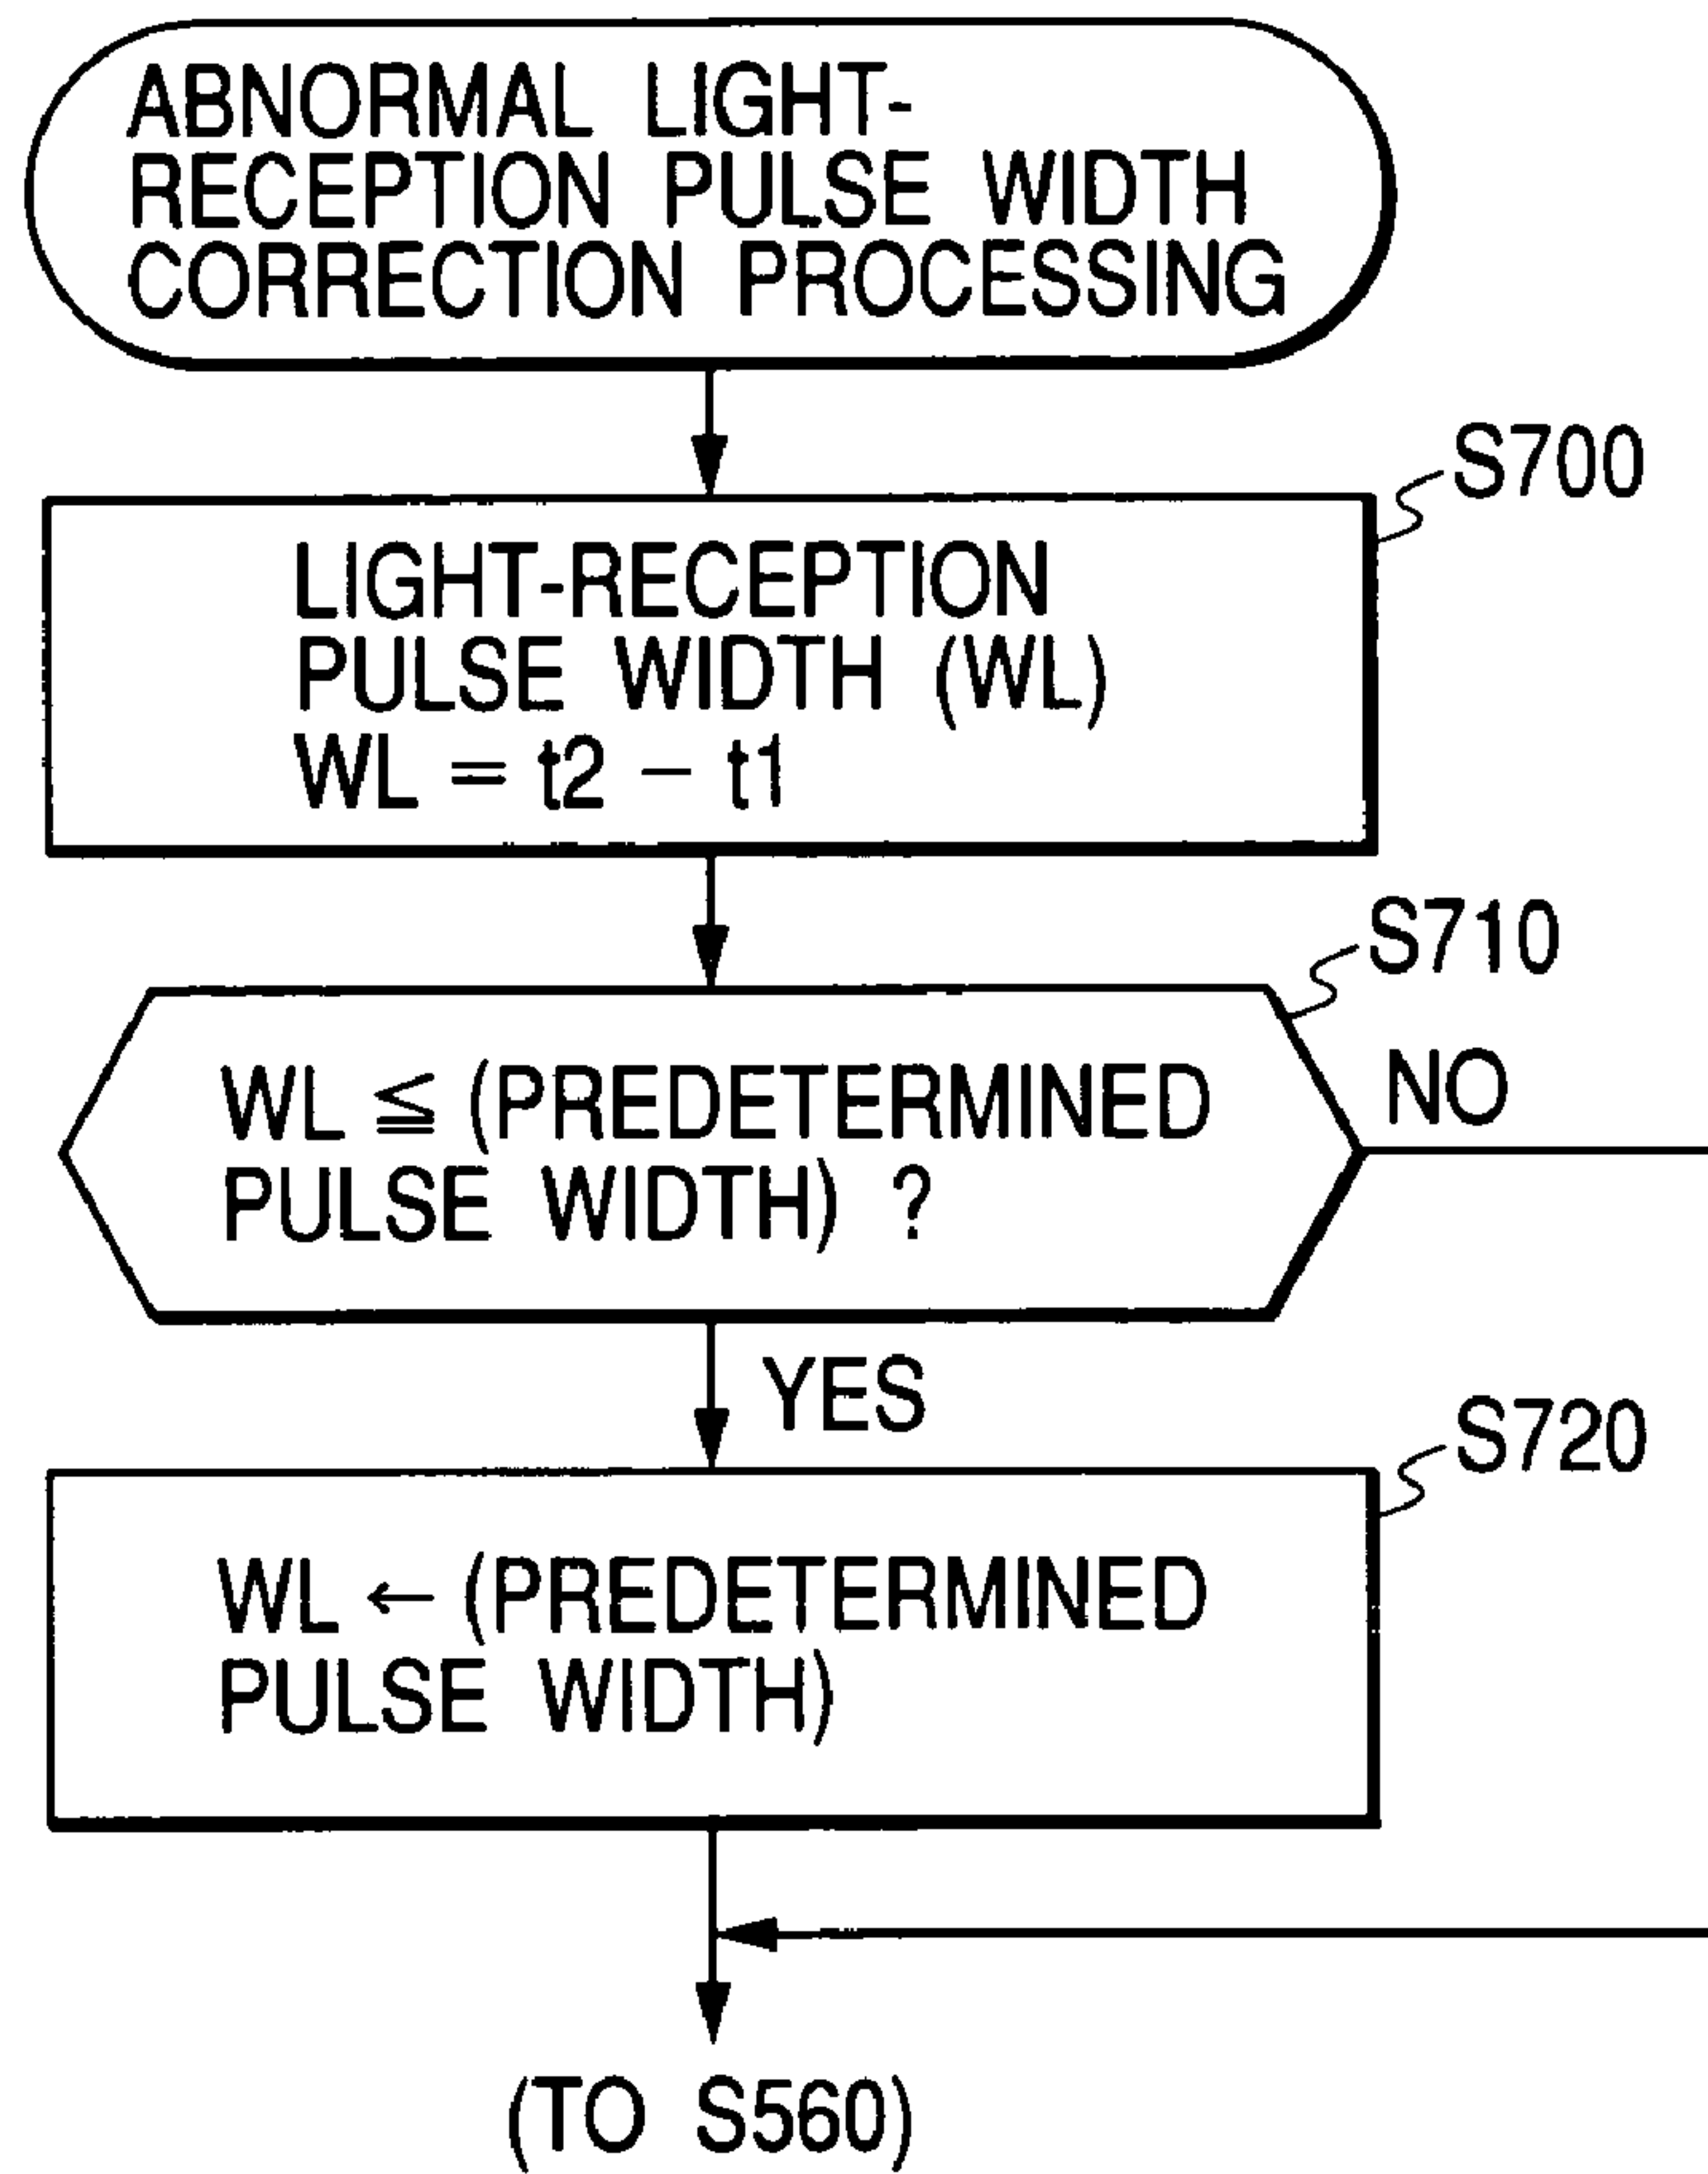 ABNORMAL LIGHT-
RECEPTION PULSE WIDTH
CORRECTION PROCESSING
S700
LIGHT-RECEPTION
PULSE WIDTH (WL)
WL = t2 − t1
S710
WL ≦ (PREDETERMINED
PULSE WIDTH) ?
NO
YES
S720
WL ← (PREDETERMINED
PULSE WIDTH)
(TO S560)